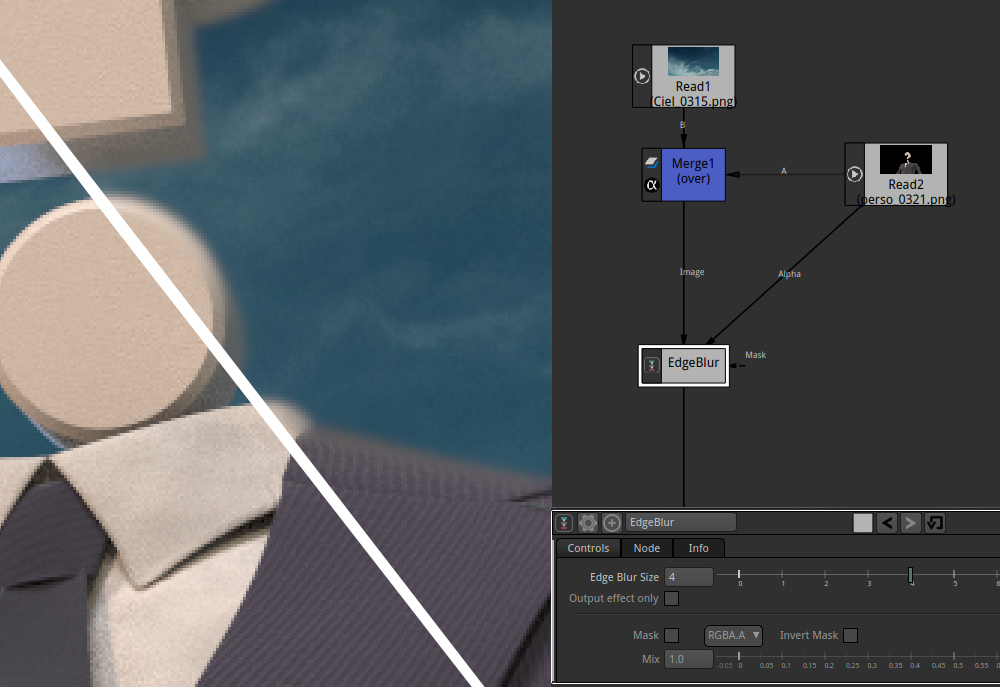 Read1
(Ciel_0315.png)
B
Merge1
(over)
α
A
Read2
(perso_0321.png)
Image
Alpha
EdgeBlur
Mask
EdgeBlur
Controls Node Info
Edge Blur Size 4
0 1 2 3 4 5 6
Output effect only
Mask RGBA.A Invert Mask
Mix 1.0
-0.05 0 0.05 0.1 0.15 0.2 0.25 0.3 0.35 0.4 0.45 0.5 0.55 0.6